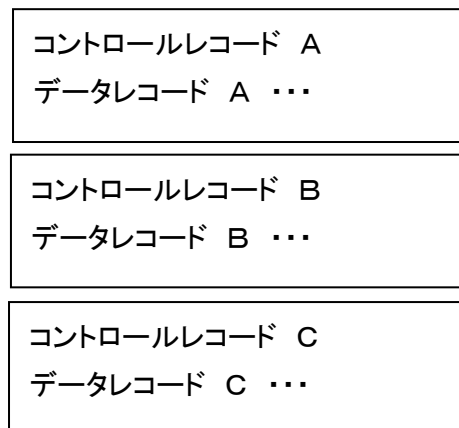 コントロールレコード　A
データレコード　A　・・・
コントロールレコード　B
データレコード　B　・・・
コントロールレコード　C
データレコード　C　・・・